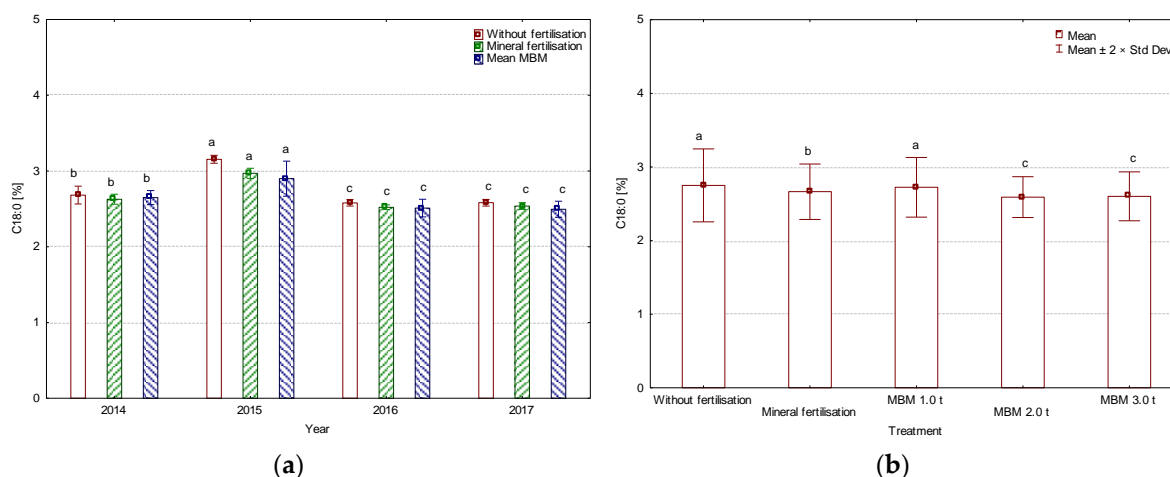 5
4
3
2
1
0
C18:0 [%]
Without fertilisation
Mineral fertilisation
Mean MBM
b b b
a a a
c c c
c c c
2014 2015 2016 2017
Year
(a)
5
4
3
2
1
0
C18:0 [%]
Mean
Mean ± 2 × Std Dev
a b a c c
Without fertilisation Mineral fertilisation MBM 1.0 t MBM 2.0 t MBM 3.0 t
Treatment
(b)